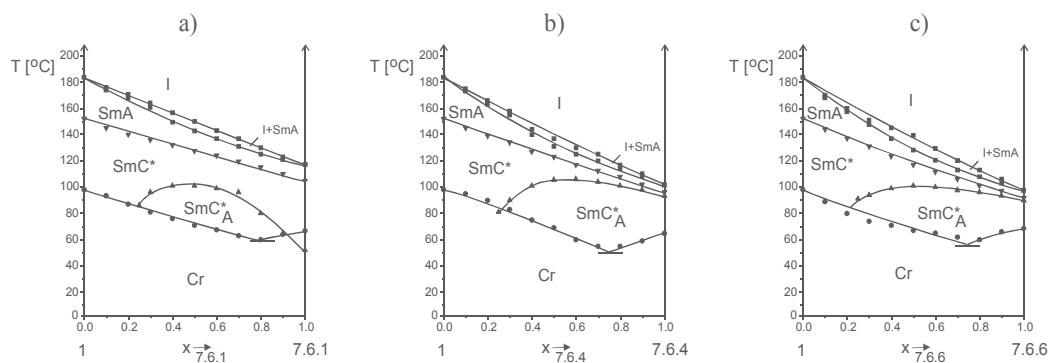 a)
T [ºC]
200
180
160
140
120
100
80
60
40
20
0
I
SmA
I+SmA
SmC*
SmC*A
Cr
0.0 0.2 0.4 0.6 0.8 1.0
1 x→7.6.1 7.6.1
b)
T [ºC]
200
180
160
140
120
100
80
60
40
20
0
I
SmA
I+SmA
SmC*
SmC*A
Cr
0.0 0.2 0.4 0.6 0.8 1.0
1 x→7.6.4 7.6.4
c)
T [ºC]
200
180
160
140
120
100
80
60
40
20
0
I
SmA
I+SmA
SmC*
SmC*A
Cr
0.0 0.2 0.4 0.6 0.8 1.0
1 x→7.6.6 7.6.6